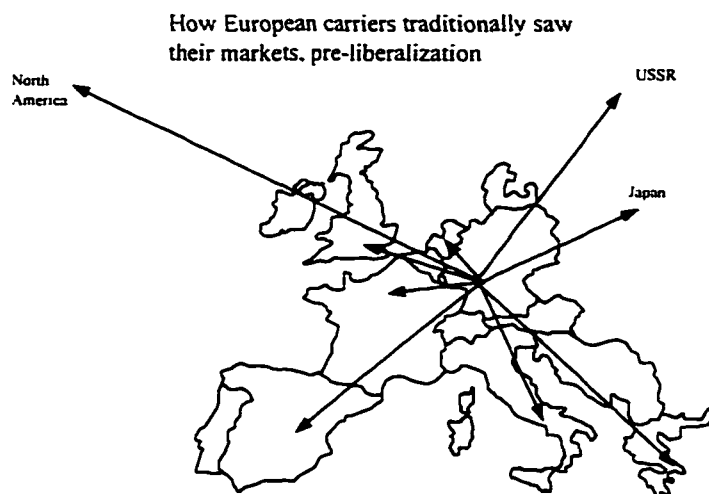 How European carriers traditionally saw
their markets, pre-liberalization
North
America
USSR
Japan